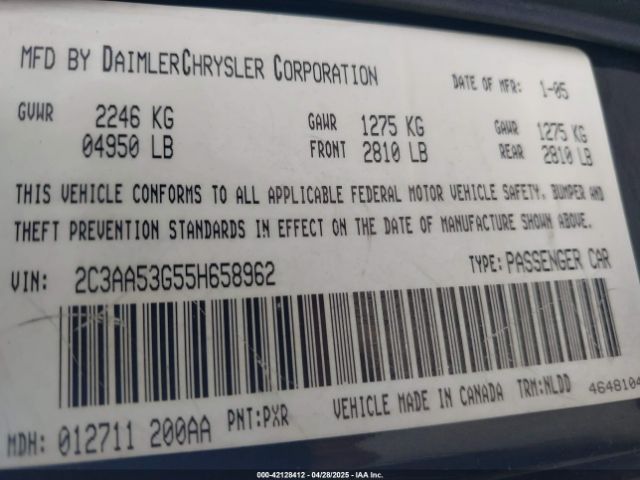 MFD BY DAIMLERCHRYSLER CORPORATION DATE OF MFR: 1-05
GVWR 2246 KG GAWR 1275 KG GAWR 1275 KG
04950 LB FRONT 2810 LB REAR 2810 LB
THIS VEHICLE CONFORMS TO ALL APPLICABLE FEDERAL MOTOR VEHICLE SAFETY, BUMPER AND
THEFT PREVENTION STANDARDS IN EFFECT ON THE DATE OF MANUFACTURE SHOWN ABOVE.
VIN: 2C3AA53G55H658962 TYPE: PASSENGER CAR
MDH: 012711 200AA PNT:PXR VEHICLE MADE IN CANADA TRM:NLDD 4648104
000-42128412 | 04/28/2025 - IAA Inc.